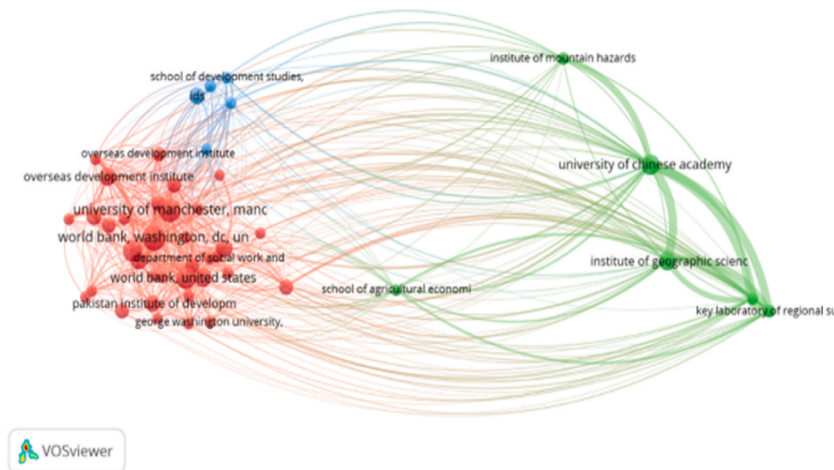 institute of mountain hazards
school of development studies,
ids
overseas development institute
university of chinese academy
overseas development institute
university of manchester, manc
world bank, washington, dc, un
department of social work and
institute of geographic scienc
world bank, united states
school of agricultural economi
pakistan institute of developm
key laboratory of regional su
george washington university,
VOSviewer